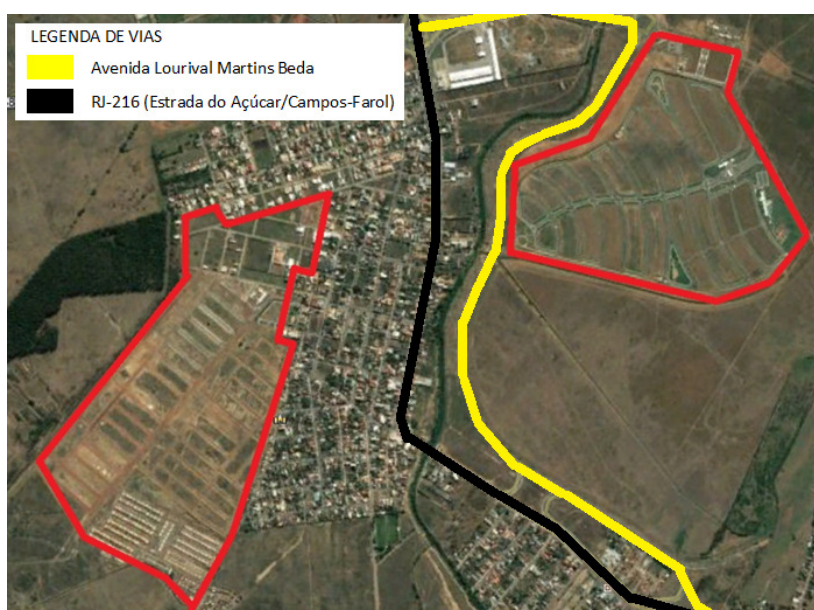 LEGENDA DE VIAS
Avenida Lourival Martins Beda
RJ-216 (Estrada do Açúcar/Campos-Farol)